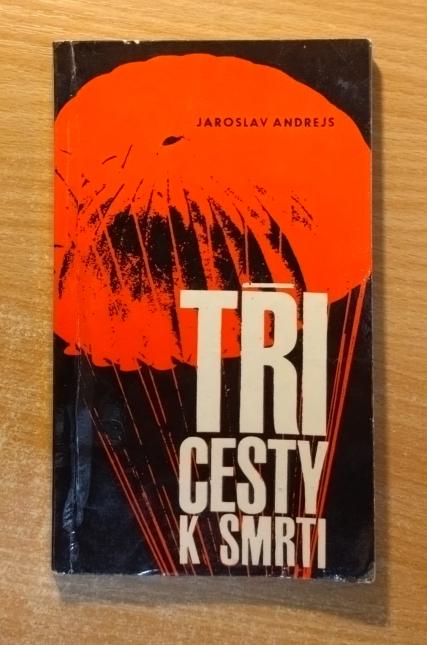 JAROSLAV ANDREJS
TŘI
CESTY
K SMRTI